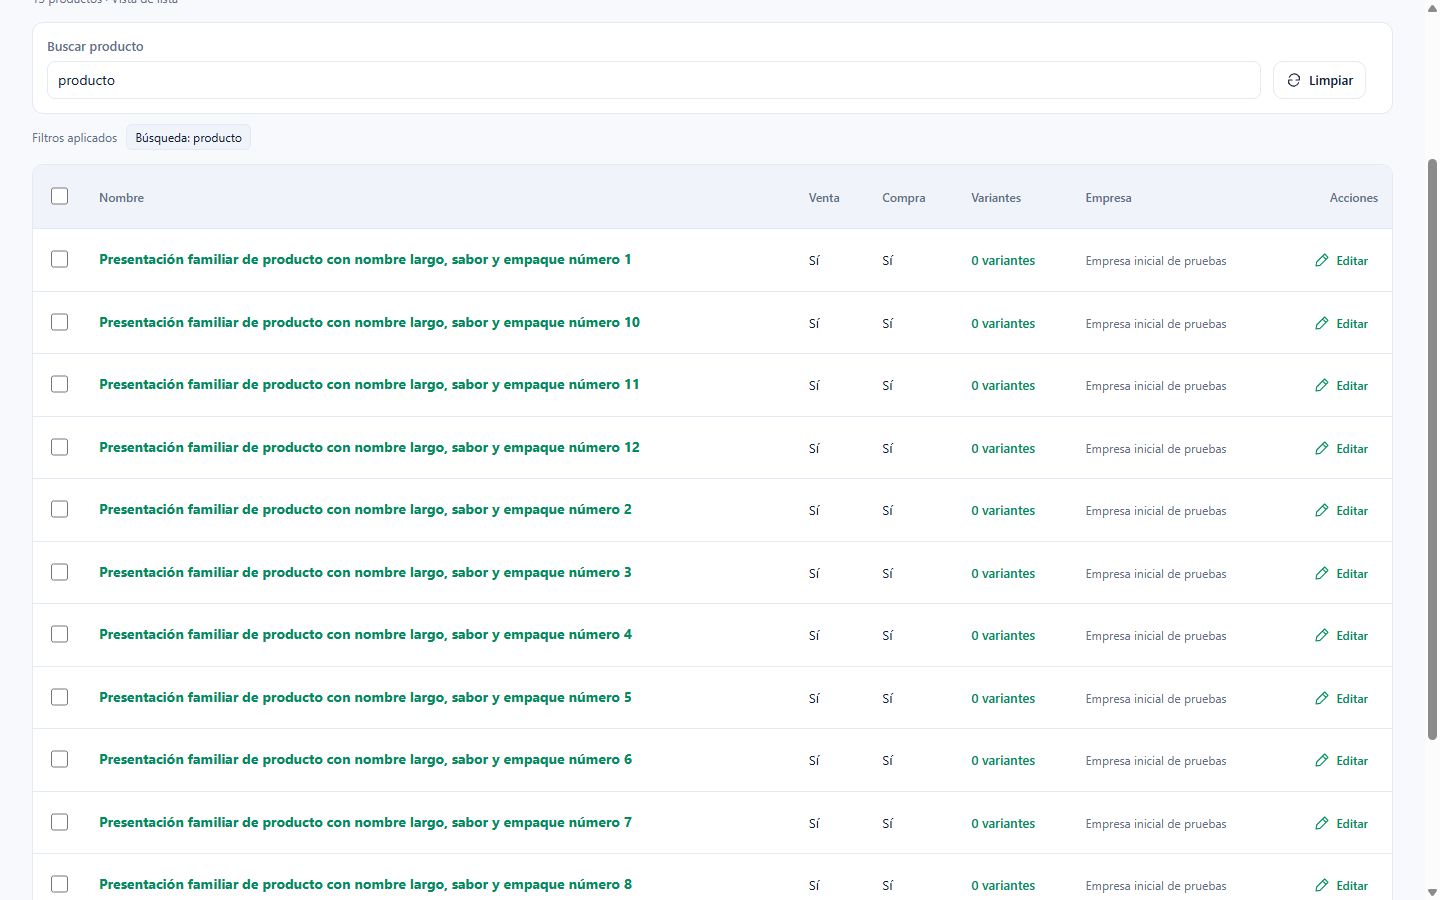 13 productos · Vista de lista
Buscar producto
producto
Limpiar
Filtros aplicados Búsqueda: producto
Nombre Venta Compra Variantes Empresa Acciones
Presentación familiar de producto con nombre largo, sabor y empaque número 1 Sí Sí 0 variantes Empresa inicial de pruebas Editar
Presentación familiar de producto con nombre largo, sabor y empaque número 10 Sí Sí 0 variantes Empresa inicial de pruebas Editar
Presentación familiar de producto con nombre largo, sabor y empaque número 11 Sí Sí 0 variantes Empresa inicial de pruebas Editar
Presentación familiar de producto con nombre largo, sabor y empaque número 12 Sí Sí 0 variantes Empresa inicial de pruebas Editar
Presentación familiar de producto con nombre largo, sabor y empaque número 2 Sí Sí 0 variantes Empresa inicial de pruebas Editar
Presentación familiar de producto con nombre largo, sabor y empaque número 3 Sí Sí 0 variantes Empresa inicial de pruebas Editar
Presentación familiar de producto con nombre largo, sabor y empaque número 4 Sí Sí 0 variantes Empresa inicial de pruebas Editar
Presentación familiar de producto con nombre largo, sabor y empaque número 5 Sí Sí 0 variantes Empresa inicial de pruebas Editar
Presentación familiar de producto con nombre largo, sabor y empaque número 6 Sí Sí 0 variantes Empresa inicial de pruebas Editar
Presentación familiar de producto con nombre largo, sabor y empaque número 7 Sí Sí 0 variantes Empresa inicial de pruebas Editar
Presentación familiar de producto con nombre largo, sabor y empaque número 8 Sí Sí 0 variantes Empresa inicial de pruebas Editar